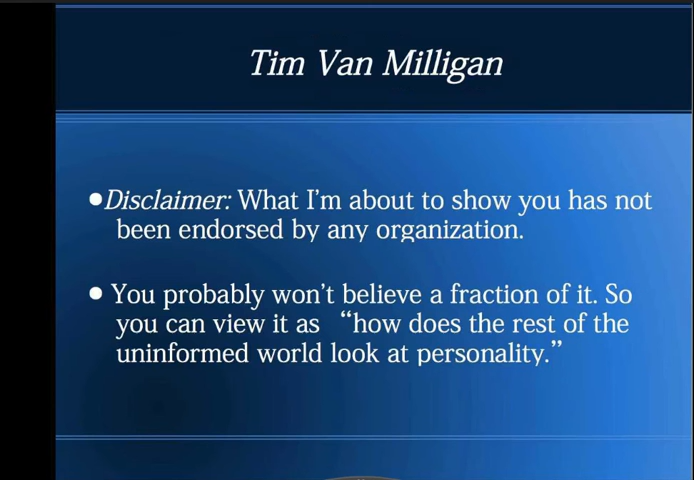 Tim Van Milligan
●Disclaimer: What I'm about to show you has not
been endorsed by any organization.
● You probably won't believe a fraction of it. So
you can view it as “how does the rest of the
uninformed world look at personality.”